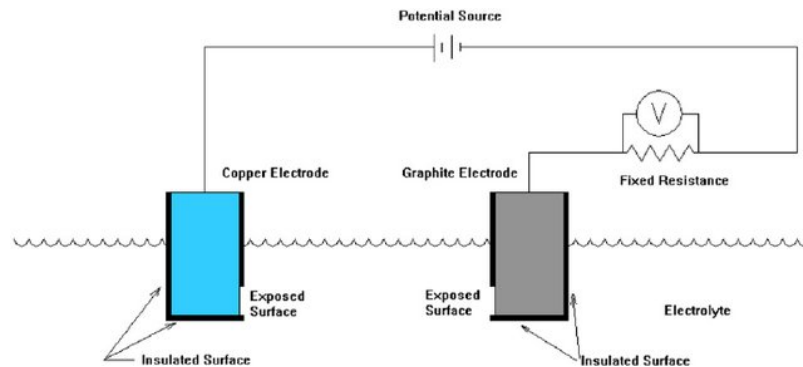 Potential Source
V
Copper Electrode
Graphite Electrode
Fixed Resistance
Exposed
Surface
Exposed
Surface
Electrolyte
Insulated Surface
Insulated Surface